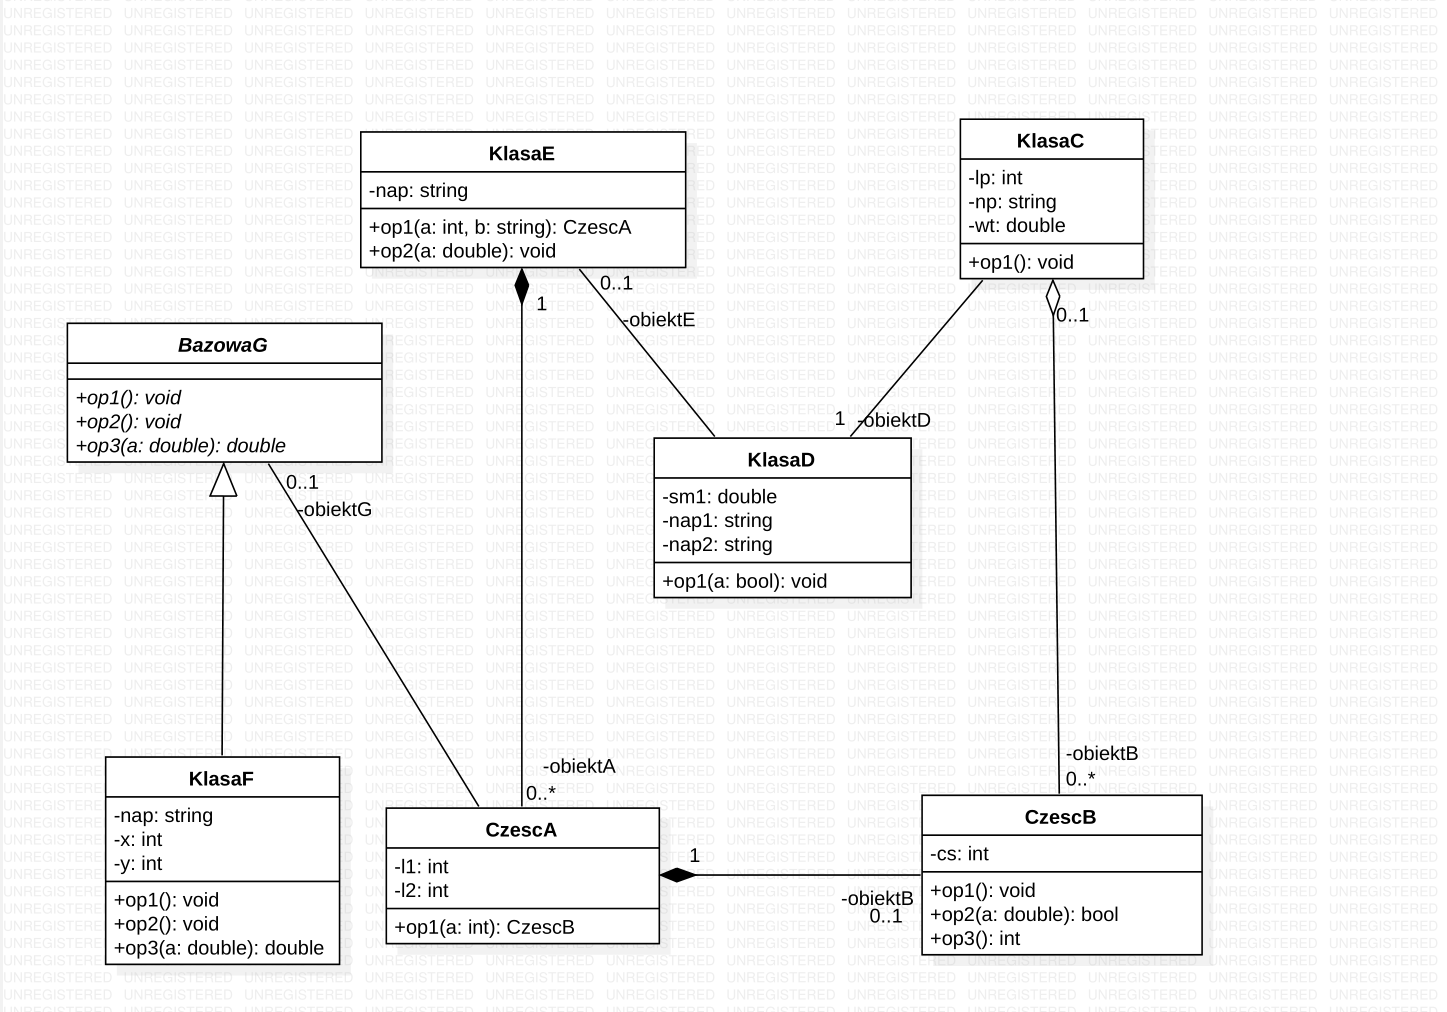 KlasaE
-nap: string
+op1(a: int, b: string): CzescA
+op2(a: double): void
KlasaC
-lp: int
-np: string
-wt: double
+op1(): void
0..1
1
-obiektE
0..1
BazowaG
+op1(): void
+op2(): void
+op3(a: double): double
0..1
-obiektG
1
-obiektD
KlasaD
-sm1: double
-nap1: string
-nap2: string
+op1(a: bool): void
-obiektA
0..*
-obiektB
0..*
KlasaF
-nap: string
-x: int
-y: int
+op1(): void
+op2(): void
+op3(a: double): double
CzescA
-l1: int
-l2: int
+op1(a: int): CzescB
1
-obiektB
0..1
CzescB
-cs: int
+op1(): void
+op2(a: double): bool
+op3(): int
UNREGISTERED